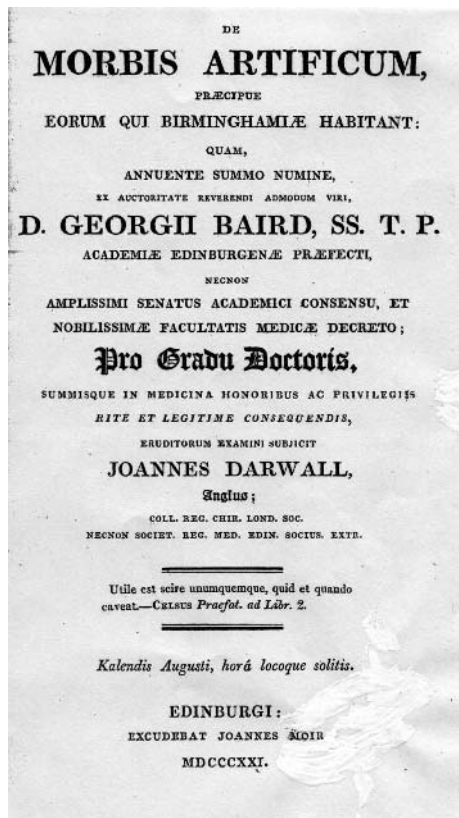 DE
MORBIS ARTIFICUM,
PRÆCIPUE
EORUM QUI BIRMINGHAMIÆ HABITANT:
QUAM,
ANNUENTE SUMMO NUMINE,
EX AUCTORITATE REVERENDI ADMODUM VIRI,
D. GEORGII BAIRD, SS. T. P.
ACADEMIÆ EDINBURGENÆ PRÆFECTI,
NECNON
AMPLISSIMI SENATUS ACADEMICI CONSENSU, ET
NOBILISSIMÆ FACULTATIS MEDICÆ DECRETO;
Pro Gradu Doctoris,
SUMMISQUE IN MEDICINA HONORIBUS AC PRIVILEGIIS
RITE ET LEGITIME CONSEQUENDIS,
ERUDITORUM EXAMINI SUBJICIT
JOANNES DARWALL,
Anglus;
COLL. REG. CHIR. LOND. SOC.
NECNON SOCIET. REG. MED. EDIN. SOCIUS. EXTR.
Utile est scire unumquemque, quid et quando
caveat.—CELSUS Præfat. ad Libr. 2.
Kalendis Augusti, horá locoque solitis.
EDINBURGI:
EXCUDEBAT JOANNES MOIR
MDCCCXXI.